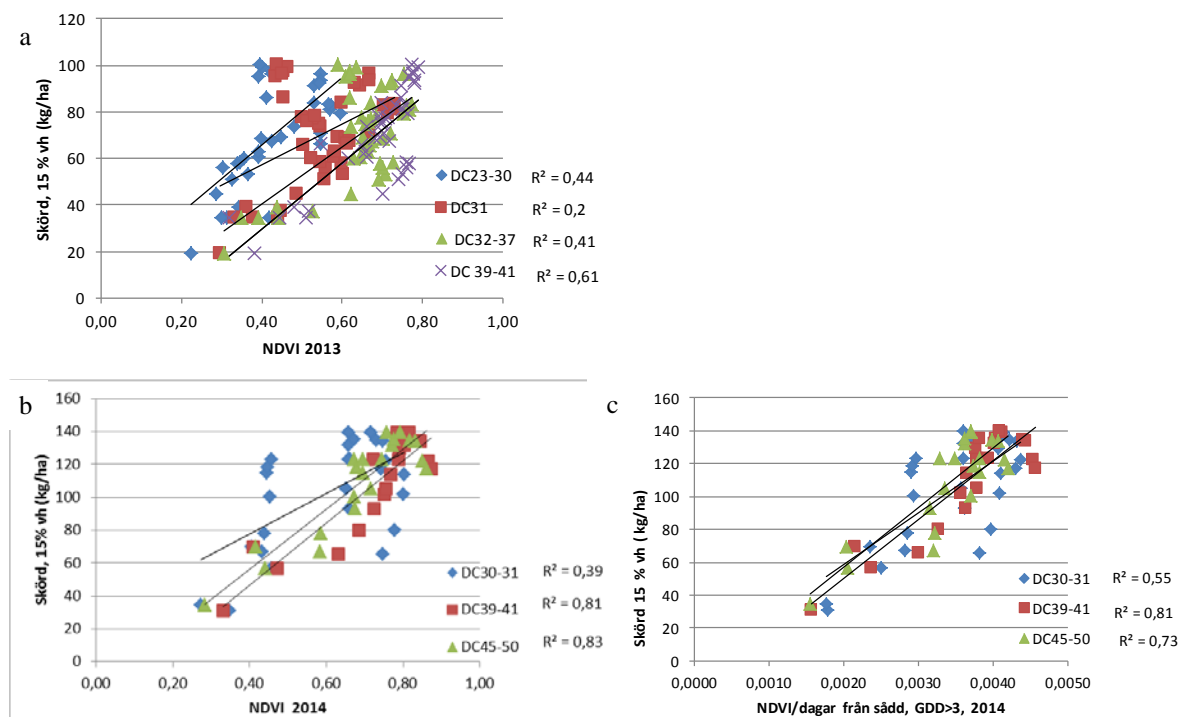 a
Skörd, 15 % vh (kg/ha)
120
100
80
60
40
20
0
0,00 0,20 0,40 0,60 0,80 1,00
NDVI 2013
DC23-30 R² = 0,44
DC31 R² = 0,2
DC32-37 R² = 0,41
DC 39-41 R² = 0,61
b
Skörd, 15% vh (kg/ha)
160
140
120
100
80
60
40
20
0
0,00 0,20 0,40 0,60 0,80 1,00
NDVI 2014
DC30-31 R² = 0,39
DC39-41 R² = 0,81
DC45-50 R² = 0,83
c
Skörd 15 % vh (kg/ha)
160
140
120
100
80
60
40
20
0
0,0000 0,0010 0,0020 0,0030 0,0040 0,0050
NDVI/dagar från sådd, GDD>3, 2014
DC30-31 R² = 0,55
DC39-41 R² = 0,81
DC45-50 R² = 0,73